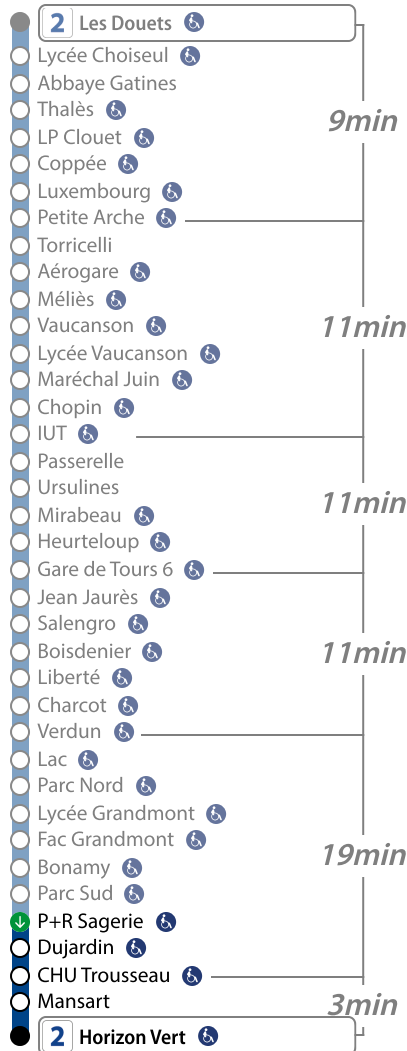 2 Les Douets
Lycée Choiseul
Abbaye Gatines
Thalès
9min
LP Clouet
Coppée
Luxembourg
Petite Arche
Torricelli
Aérogare
Méliès
Vaucanson
11min
Lycée Vaucanson
Maréchal Juin
Chopin
IUT
Passerelle
Ursulines
11min
Mirabeau
Heurteloup
Gare de Tours 6
Jean Jaurès
Salengro
Boisdenier
11min
Liberté
Charcot
Verdun
Lac
Parc Nord
Lycée Grandmont
Fac Grandmont
19min
Bonamy
Parc Sud
P+R Sagerie
Dujardin
CHU Trousseau
Mansart
3min
2 Horizon Vert